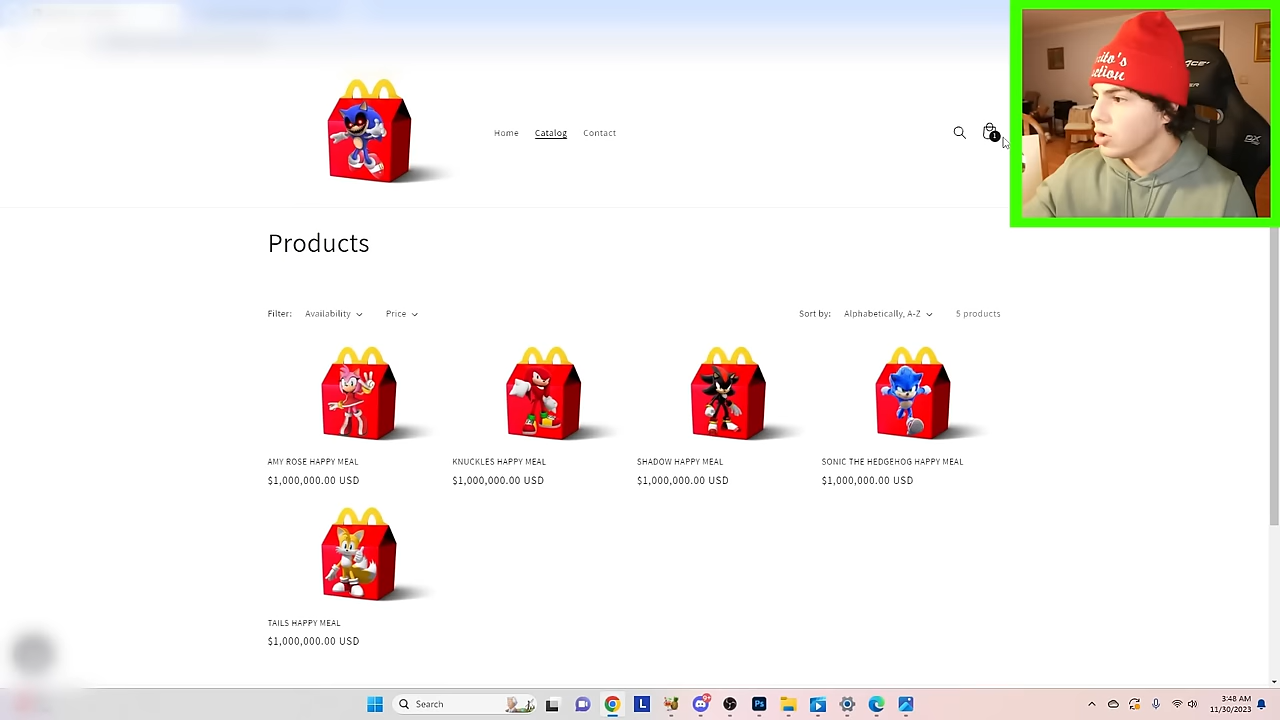 Home Catalog Contact
1
Products
Filter: Availability Price
Sort by: Alphabetically, A-Z 5 products
AMY ROSE HAPPY MEAL
$1,000,000.00 USD
KNUCKLES HAPPY MEAL
$1,000,000.00 USD
SHADOW HAPPY MEAL
$1,000,000.00 USD
SONIC THE HEDGEHOG HAPPY MEAL
$1,000,000.00 USD
TAILS HAPPY MEAL
$1,000,000.00 USD
Search
L
Ps
3:48 AM
11/30/2023